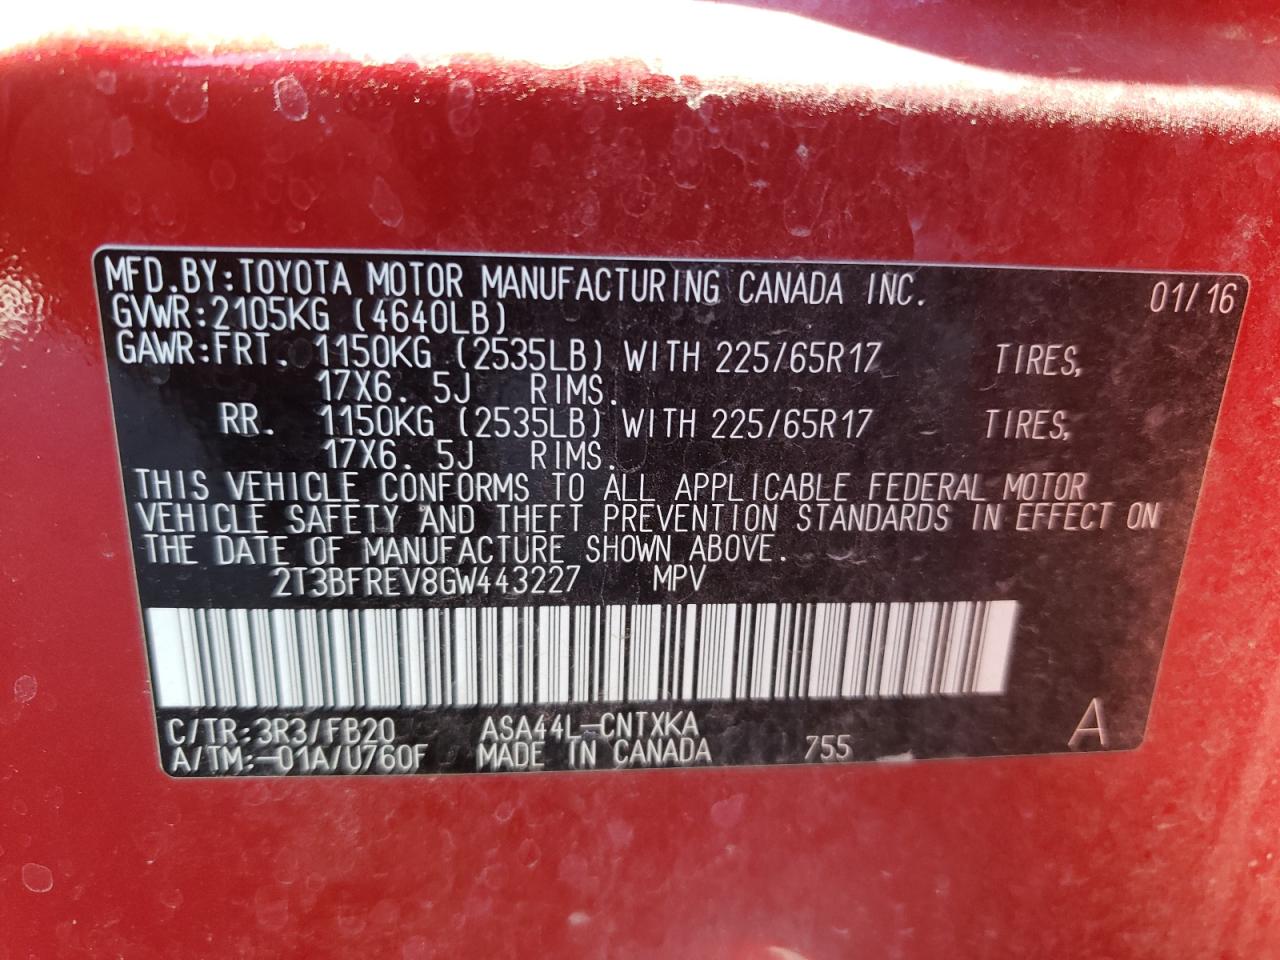 MFD.BY:TOYOTA MOTOR MANUFACTURING CANADA INC. 01/16
GVWR:2105KG (4640LB)
GAWR:FRT. 1150KG (2535LB) WITH 225/65R17 TIRES,
17X6. 5J RIMS.
RR. 1150KG (2535LB) WITH 225/65R17 TIRES,
17X6. 5J RIMS.
THIS VEHICLE CONFORMS TO ALL APPLICABLE FEDERAL MOTOR
VEHICLE SAFETY AND THEFT PREVENTION STANDARDS IN EFFECT ON
THE DATE OF MANUFACTURE SHOWN ABOVE.
2T3BFREV8GW443227 MPV
C/TR:3R3/FB20 ASA44L-CNTXKA A
A/TM:-01A/U760F MADE IN CANADA 755